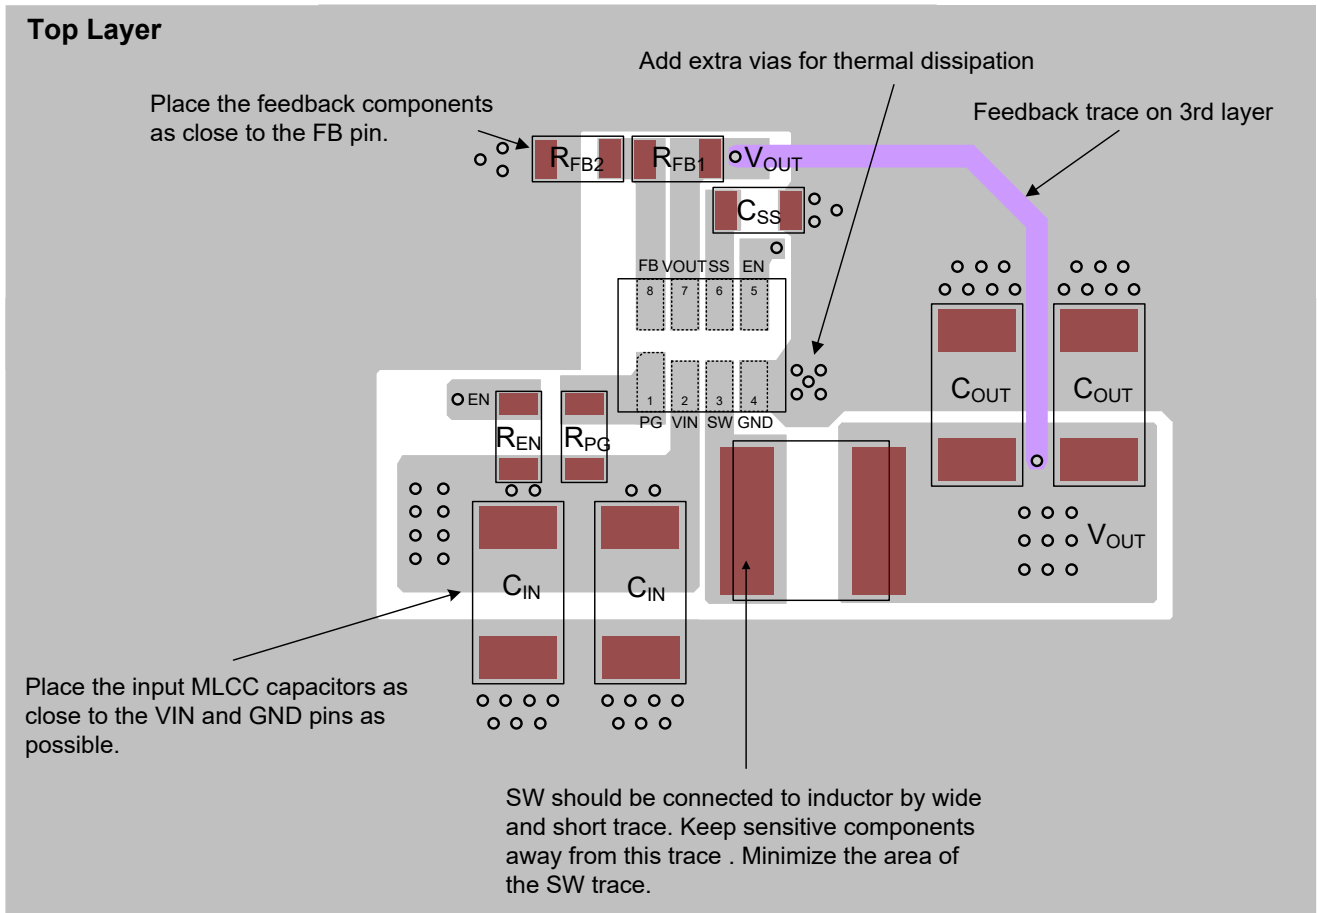 Top Layer
Add extra vias for thermal dissipation
Place the feedback components
as close to the FB pin.
Feedback trace on 3rd layer
RFB2 RFB1 VOUT
CSS
FB VOUT SS EN
8 7 6 5
1 2 3 4
PG VIN SW GND
EN
REN RPG
COUT COUT
VOUT
CIN CIN
Place the input MLCC capacitors as
close to the VIN and GND pins as
possible.
SW should be connected to inductor by wide
and short trace. Keep sensitive components
away from this trace . Minimize the area of
the SW trace.